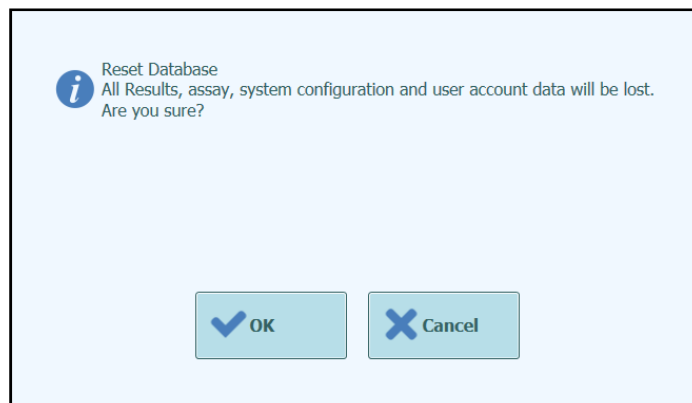 Reset Database
All Results, assay, system configuration and user account data will be lost.
Are you sure?
OK
Cancel